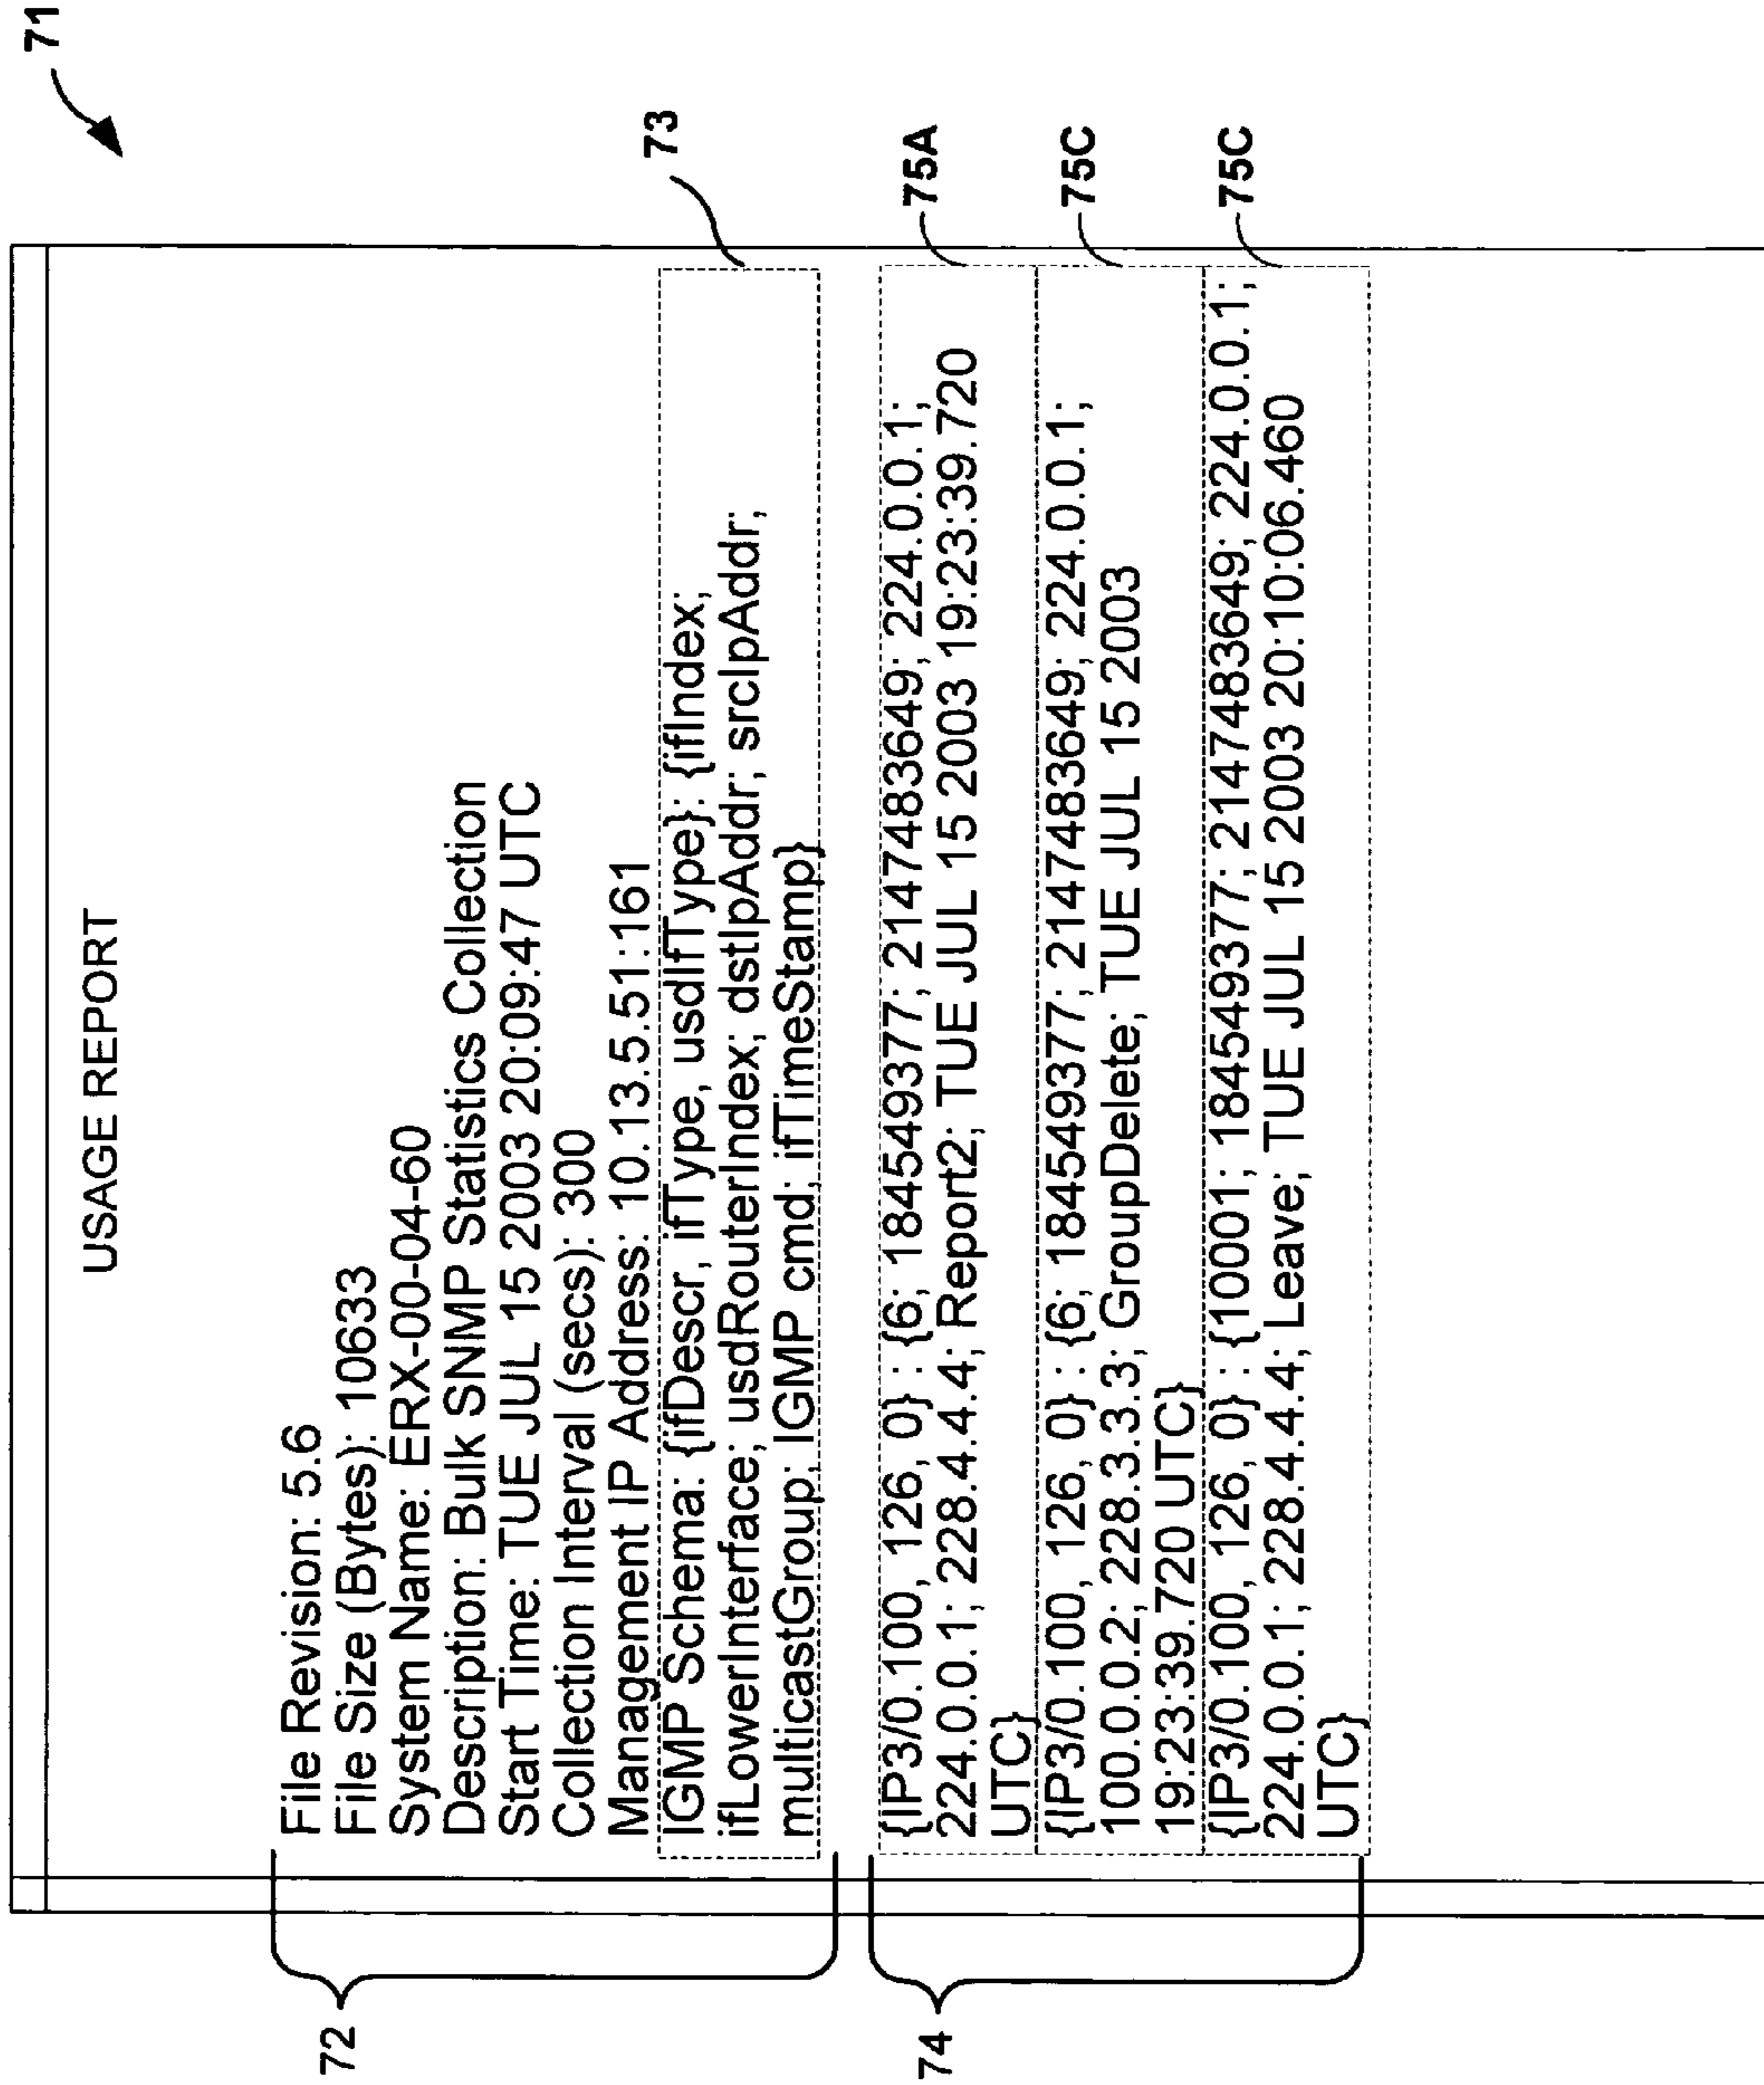 71
USAGE REPORT
72
File Revision: 5.6
File Size (Bytes): 10633
System Name: ERX-00-04-60
Description: Bulk SNMP Statistics Collection
Start Time: TUE JUL 15 2003 20:09:47 UTC
Collection Interval (secs): 300
Management IP Address: 10.13.5.51:161
73
IGMP Schema: {ifDescr, ifType, usdIfType}: {ifIndex;
ifLowerInterface; usdRouterIndex; dstIpAddr; srcIpAddr;
multicastGroup; IGMP cmd; ifTimeStamp}
74
75A
{IP3/0.100, 126, 0} : {6; 184549377; 2147483649; 224.0.0.1;
224.0.0.1; 228.4.4.4; Report2; TUE JUL 15 2003 19:23:39.720
UTC}
75C
{IP3/0.100, 126, 0} : {6; 184549377; 2147483649; 224.0.0.1;
100.0.0.2; 228.3.3.3; GroupDelete; TUE JUL 15 2003
19:23:39.720 UTC}
75C
{IP3/0.100, 126, 0} : {10001; 184549377; 2147483649; 224.0.0.1;
224.0.0.1; 228.4.4.4; Leave; TUE JUL 15 2003 20:10:06.460
UTC}